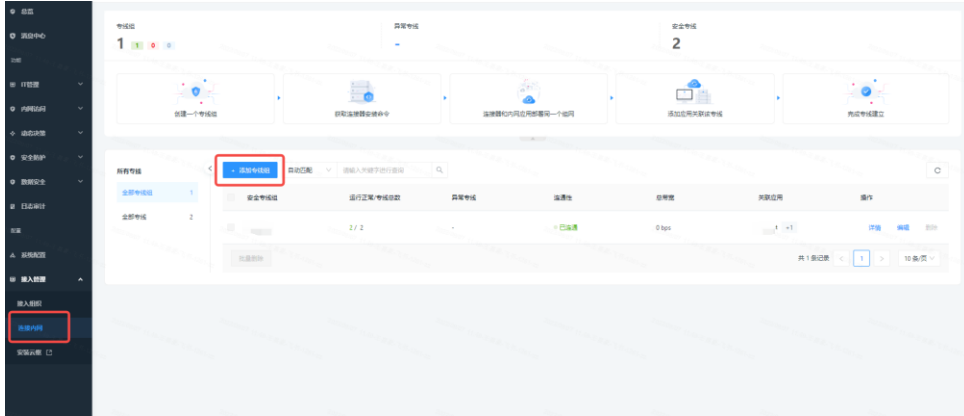 首页
消息中心
功能
IT管理
内网访问
动态决策
安全防护
数据安全
日志审计
配置
系统配置
接入管理
接入组织
连接内网
安装云枢
专线组
1 1 0 0
异常专线
-
安全专线
2
创建一个专线组
获取连接器安装命令
连接器和内网应用部署同一个组网
添加应用关联该专线
完成专线建立
所有专线
全部专线组 1
全部专线 2
+ 添加专线组 自动匹配 请输入关键字进行查询
安全专线组 运行正常/专线总数 异常专线 连通性 总带宽 关联应用 操作
2 / 2 - 已连通 0 bps +1 详情 编辑 删除
批量删除 共 1 条记录 < 1 > 10 条/页